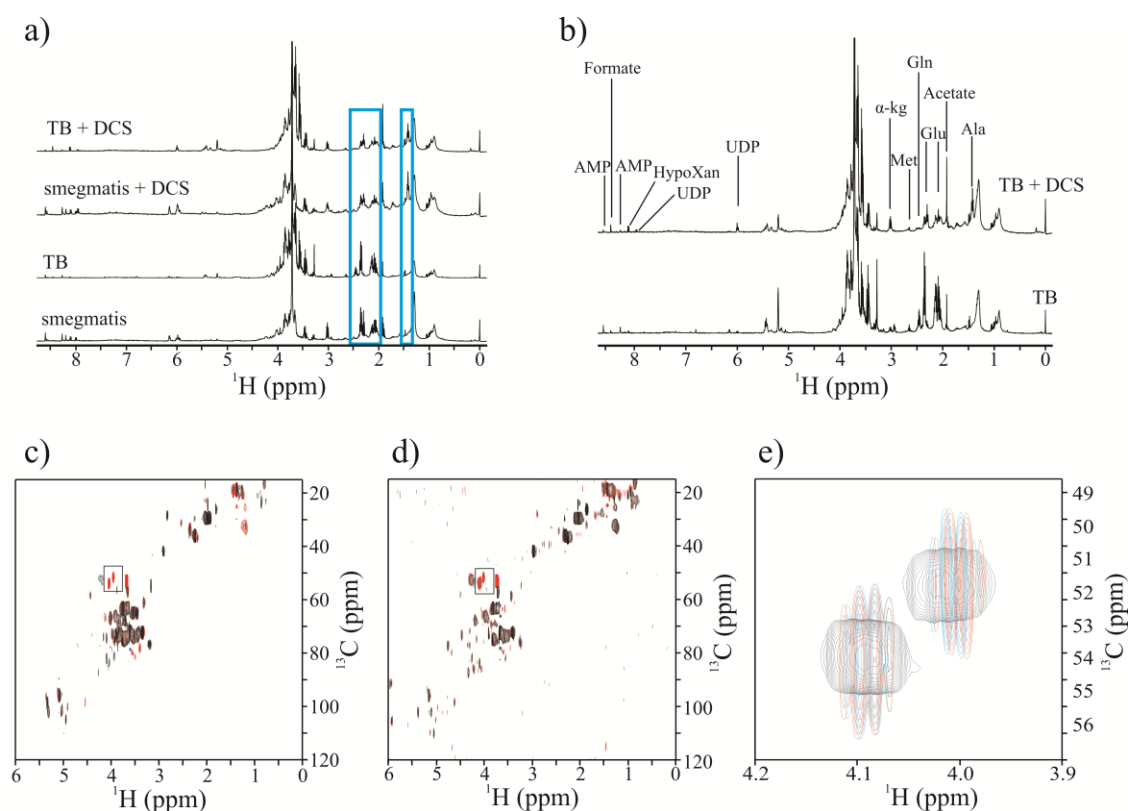 a)
TB + DCS
smegmatis + DCS
TB
smegmatis
8 7 6 5 4 3 2 1 0
1H (ppm)
b)
Formate
AMP
AMP
HypoXan
UDP
UDP
α-kg
Met
Gln
Glu
Acetate
Ala
TB + DCS
TB
8 7 6 5 4 3 2 1 0
1H (ppm)
c)
20
40
60
80
100
120
13C (ppm)
6 5 4 3 2 1 0
1H (ppm)
d)
20
40
60
80
100
120
13C (ppm)
6 5 4 3 2 1 0
1H (ppm)
e)
49
50
51
52
53
54
55
56
13C (ppm)
4.2 4.1 4.0 3.9
1H (ppm)